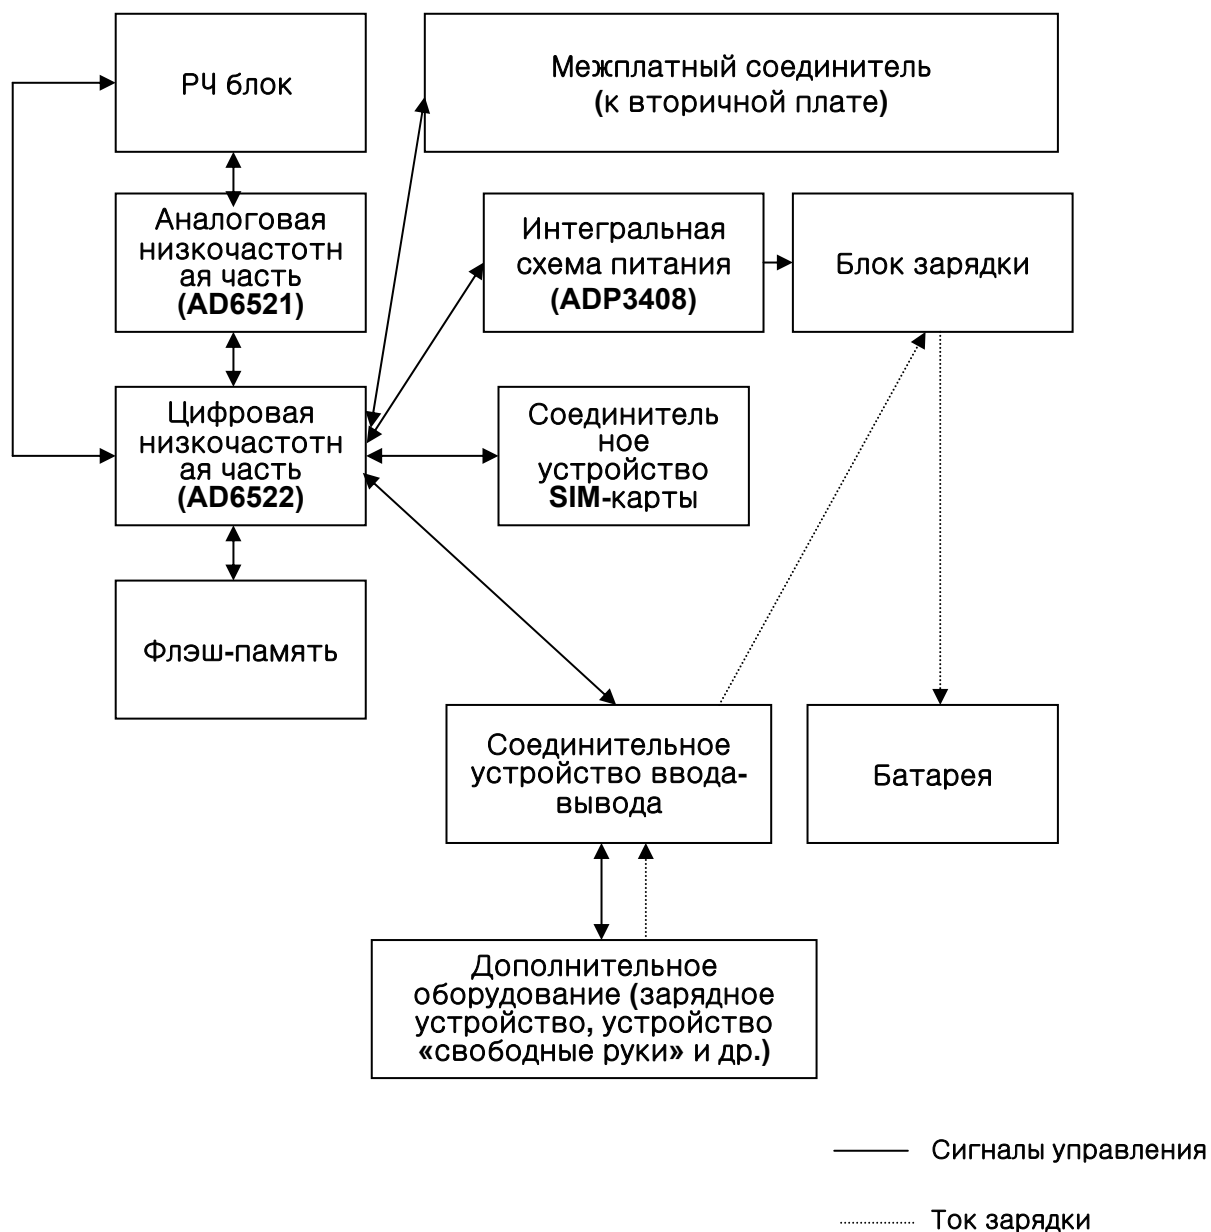 РЧ блок
Межплатный соединитель
(к вторичной плате)
Аналоговая
низкочастотн
ая часть
(AD6521)
Интегральная
схема питания
(ADP3408)
Блок зарядки
Цифровая
низкочастотн
ая часть
(AD6522)
Соединитель
ное
устройство
SIM-карты
Флэш-память
Соединительное
устройство ввода-
вывода
Батарея
Дополнительное
оборудование (зарядное
устройство, устройство
«свободные руки» и др.)
Сигналы управления
Ток зарядки